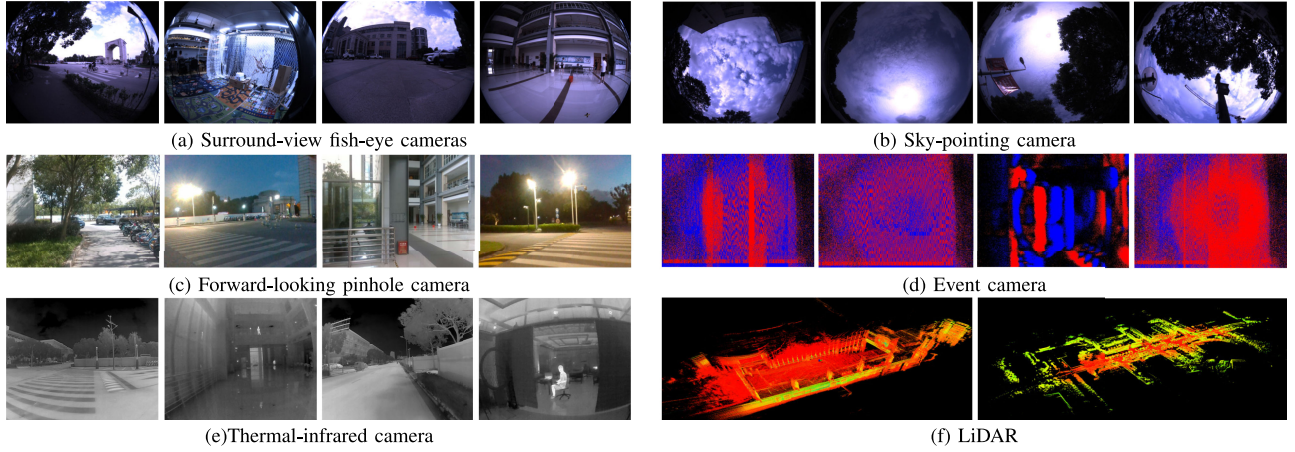 (a) Surround-view fish-eye cameras
(b) Sky-pointing camera
(c) Forward-looking pinhole camera
(d) Event camera
(e)Thermal-infrared camera
(f) LiDAR